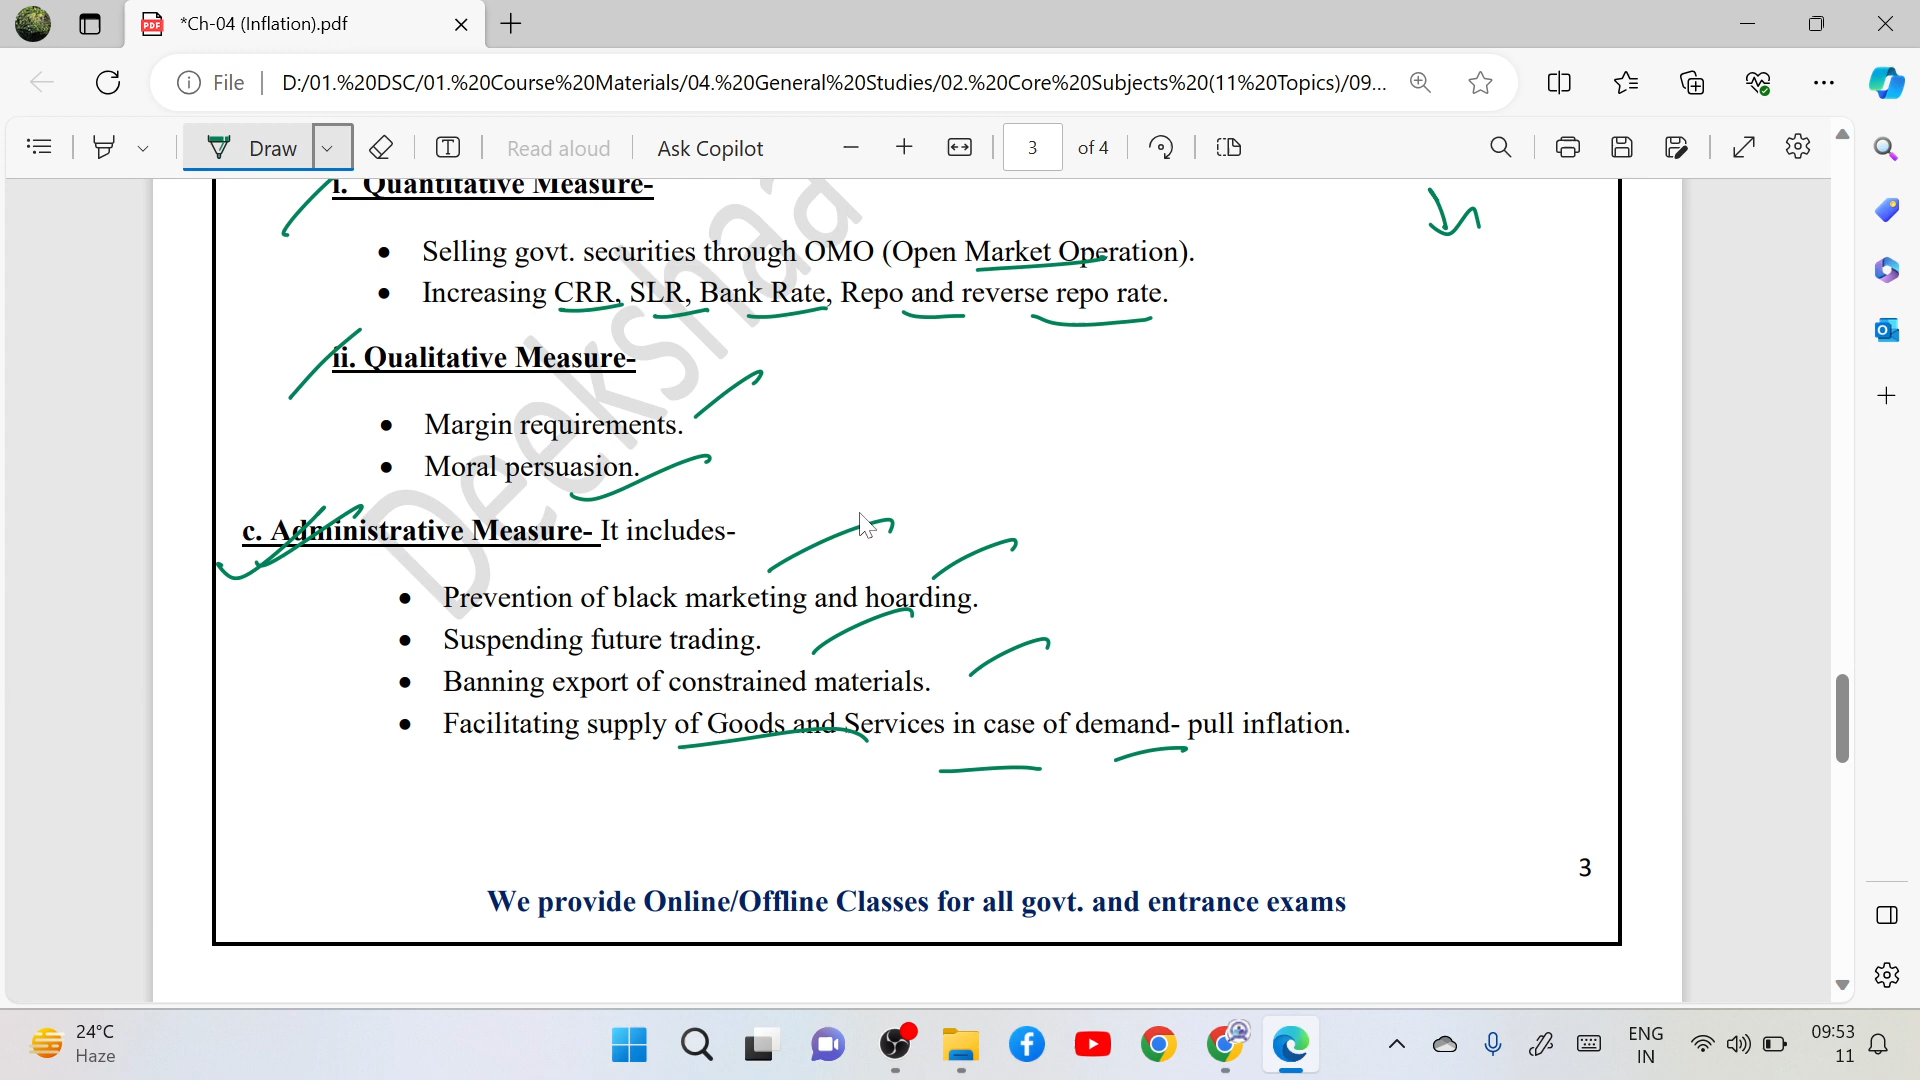 *Ch-04 (Inflation).pdf
File
D:/01.%20DSC/01.%20Course%20Materials/04.%20General%20Studies/02.%20Core%20Subjects%20(11%20Topics)/09...
Draw
Read aloud
Ask Copilot
3
of 4
i. Quantitative Measure-
• Selling govt. securities through OMO (Open Market Operation).
• Increasing CRR, SLR, Bank Rate, Repo and reverse repo rate.
ii. Qualitative Measure-
• Margin requirements.
• Moral persuasion.
c. Administrative Measure- It includes-
• Prevention of black marketing and hoarding.
• Suspending future trading.
• Banning export of constrained materials.
• Facilitating supply of Goods and Services in case of demand- pull inflation.
Deekshaa
3
We provide Online/Offline Classes for all govt. and entrance exams
24°C
Haze
ENG
IN
09:53
11